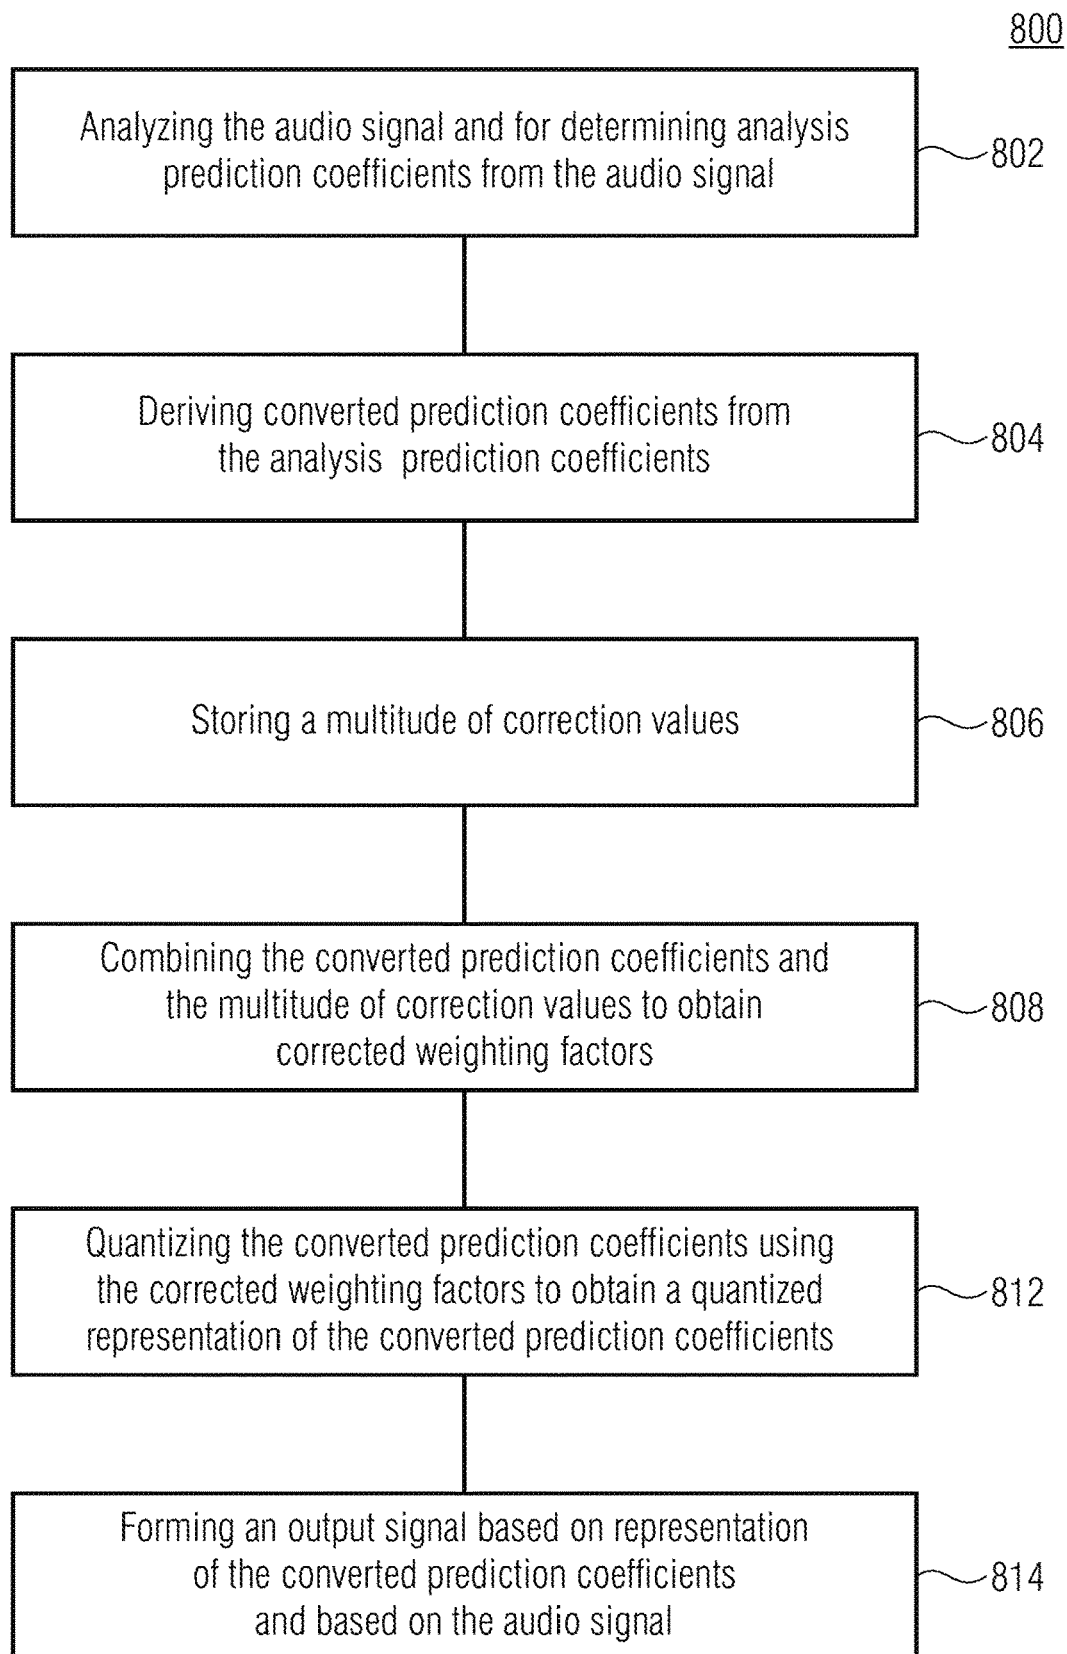 800
Analyzing the audio signal and for determining analysis
prediction coefficients from the audio signal
802
Deriving converted prediction coefficients from
the analysis prediction coefficients
804
Storing a multitude of correction values
806
Combining the converted prediction coefficients and
the multitude of correction values to obtain
corrected weighting factors
808
Quantizing the converted prediction coefficients using
the corrected weighting factors to obtain a quantized
representation of the converted prediction coefficients
812
Forming an output signal based on representation
of the converted prediction coefficients
and based on the audio signal
814